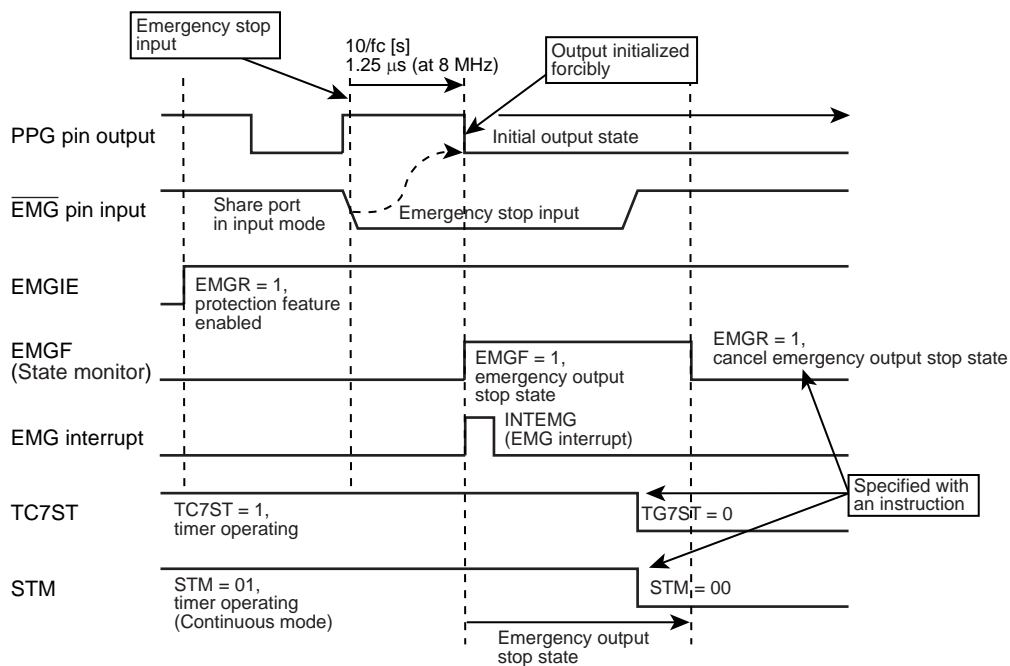 Emergency stop
input
10/fc [s]
1.25 μs (at 8 MHz)
Output initialized
forcibly
PPG pin output
Initial output state
EMG pin input
Share port
in input mode
Emergency stop input
EMGIE
EMGR = 1,
protection feature
enabled
EMGF
(State monitor)
EMGF = 1,
emergency output
stop state
EMGR = 1,
cancel emergency output stop state
EMG interrupt
INTEMG
(EMG interrupt)
Specified with
an instruction
TC7ST
TC7ST = 1,
timer operating
TG7ST = 0
STM
STM = 01,
timer operating
(Continuous mode)
STM = 00
Emergency output
stop state